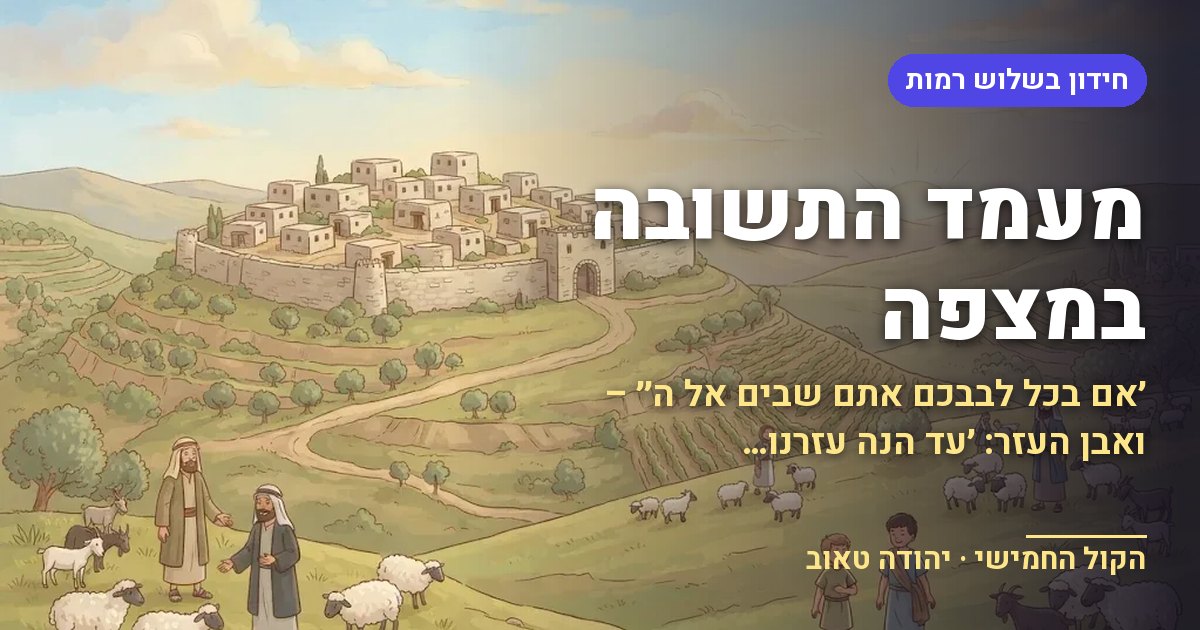 חידון בשלוש רמות
מעמד התשובה
במצפה
׳אם בכל לבבכם אתם שבים אל ה״ –
ואבן העזר: ׳עד הנה עזרנו...
הקול החמישי · יהודה טאוב